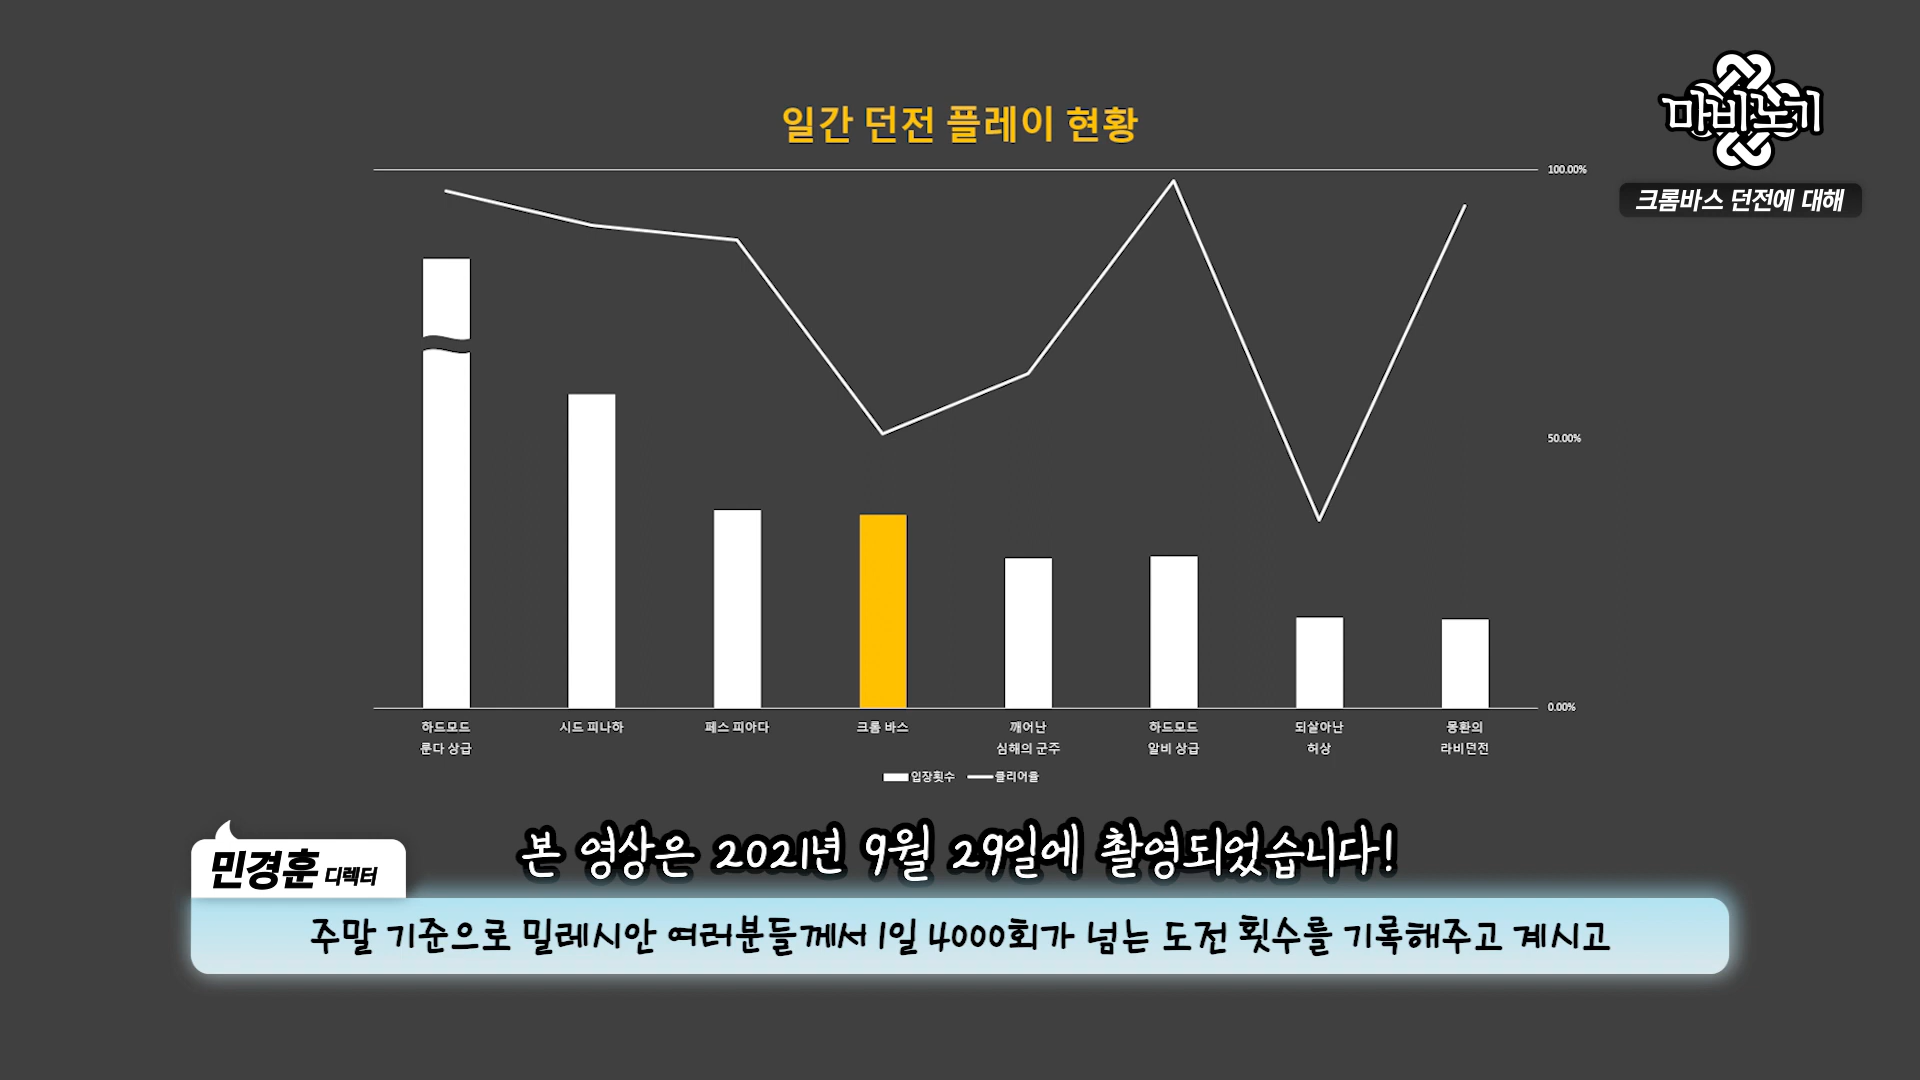 일간 던전 플레이 현황
마비노기
크롬바스 던전에 대해
100.00%
50.00%
0.00%
하드모드
룬다 상급
시드 피나하
페스 피아다
크롬 바스
깨어난
심해의 군주
하드모드
알비 상급
되살아난
허상
몽환의
라비던전
입장횟수
클리어율
본 영상은 2021년 9월 29일에 촬영되었습니다!
민경훈 디렉터
주말 기준으로 밀레시안 여러분들께서 1일 4000회가 넘는 도전 횟수를 기록해주고 계시고